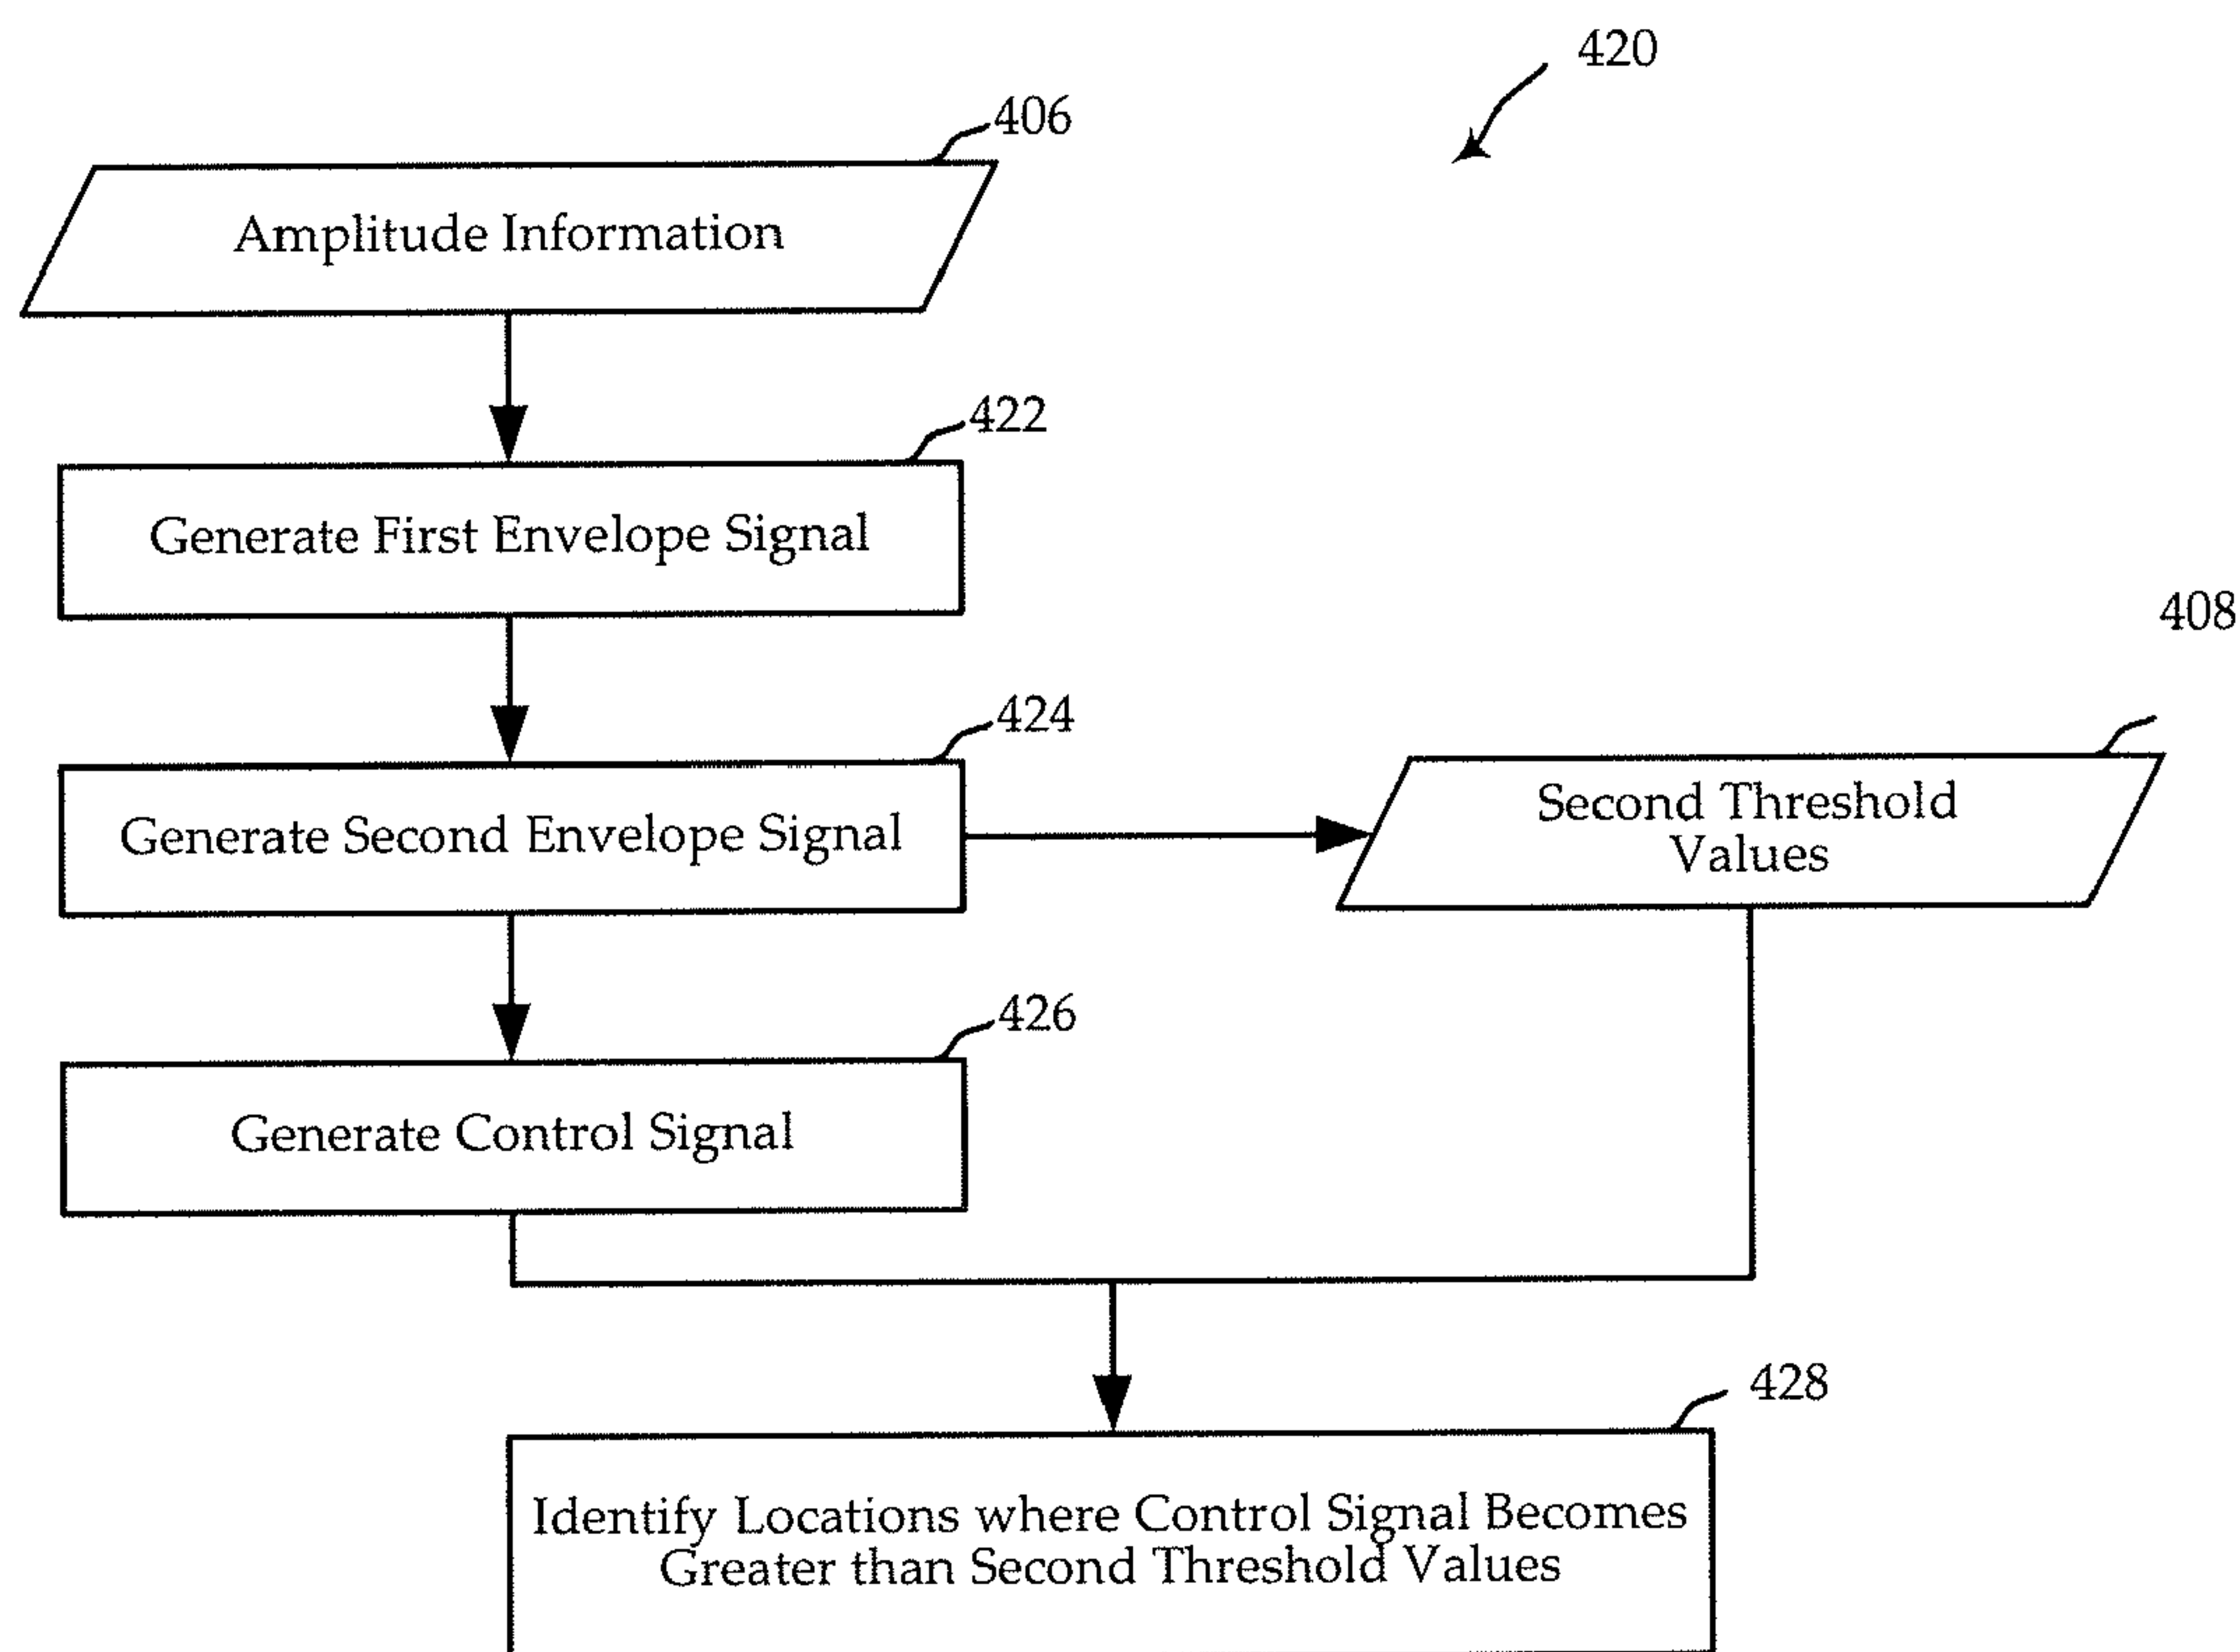 420
406
Amplitude Information
422
Generate First Envelope Signal
408
424
Generate Second Envelope Signal
Second Threshold
Values
426
Generate Control Signal
428
Identify Locations where Control Signal Becomes
Greater than Second Threshold Values